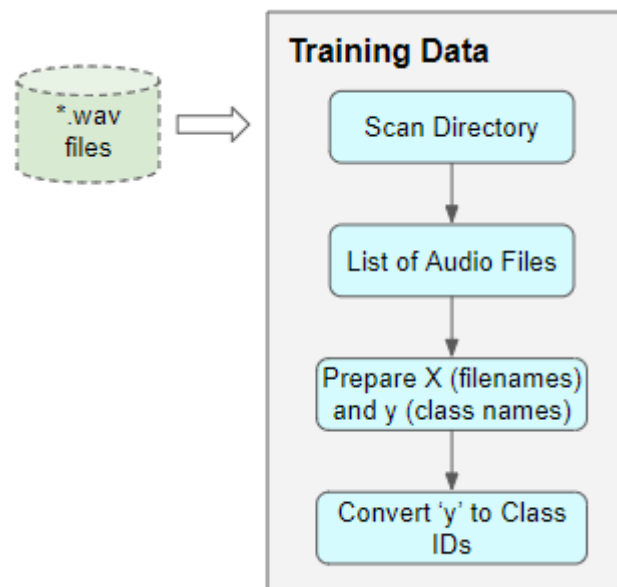 Training Data
*.wav
files
Scan Directory
List of Audio Files
Prepare X (filenames)
and y (class names)
Convert ‘y’ to Class
IDs